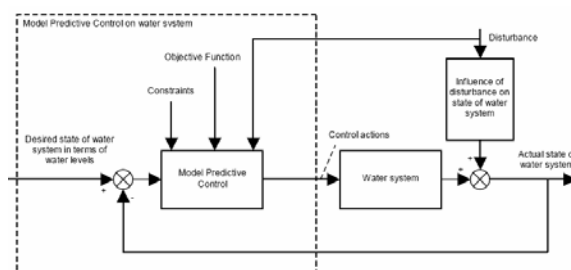 Model Predictive Control on water system
Disturbance
Objective Function
Constraints
Influence of
disturbance on
state of water
system
Desired state of water
system in terms of
water levels
Control actions
Actual state of
water system
Model Predictive
Control
Water system
+
-
+
+